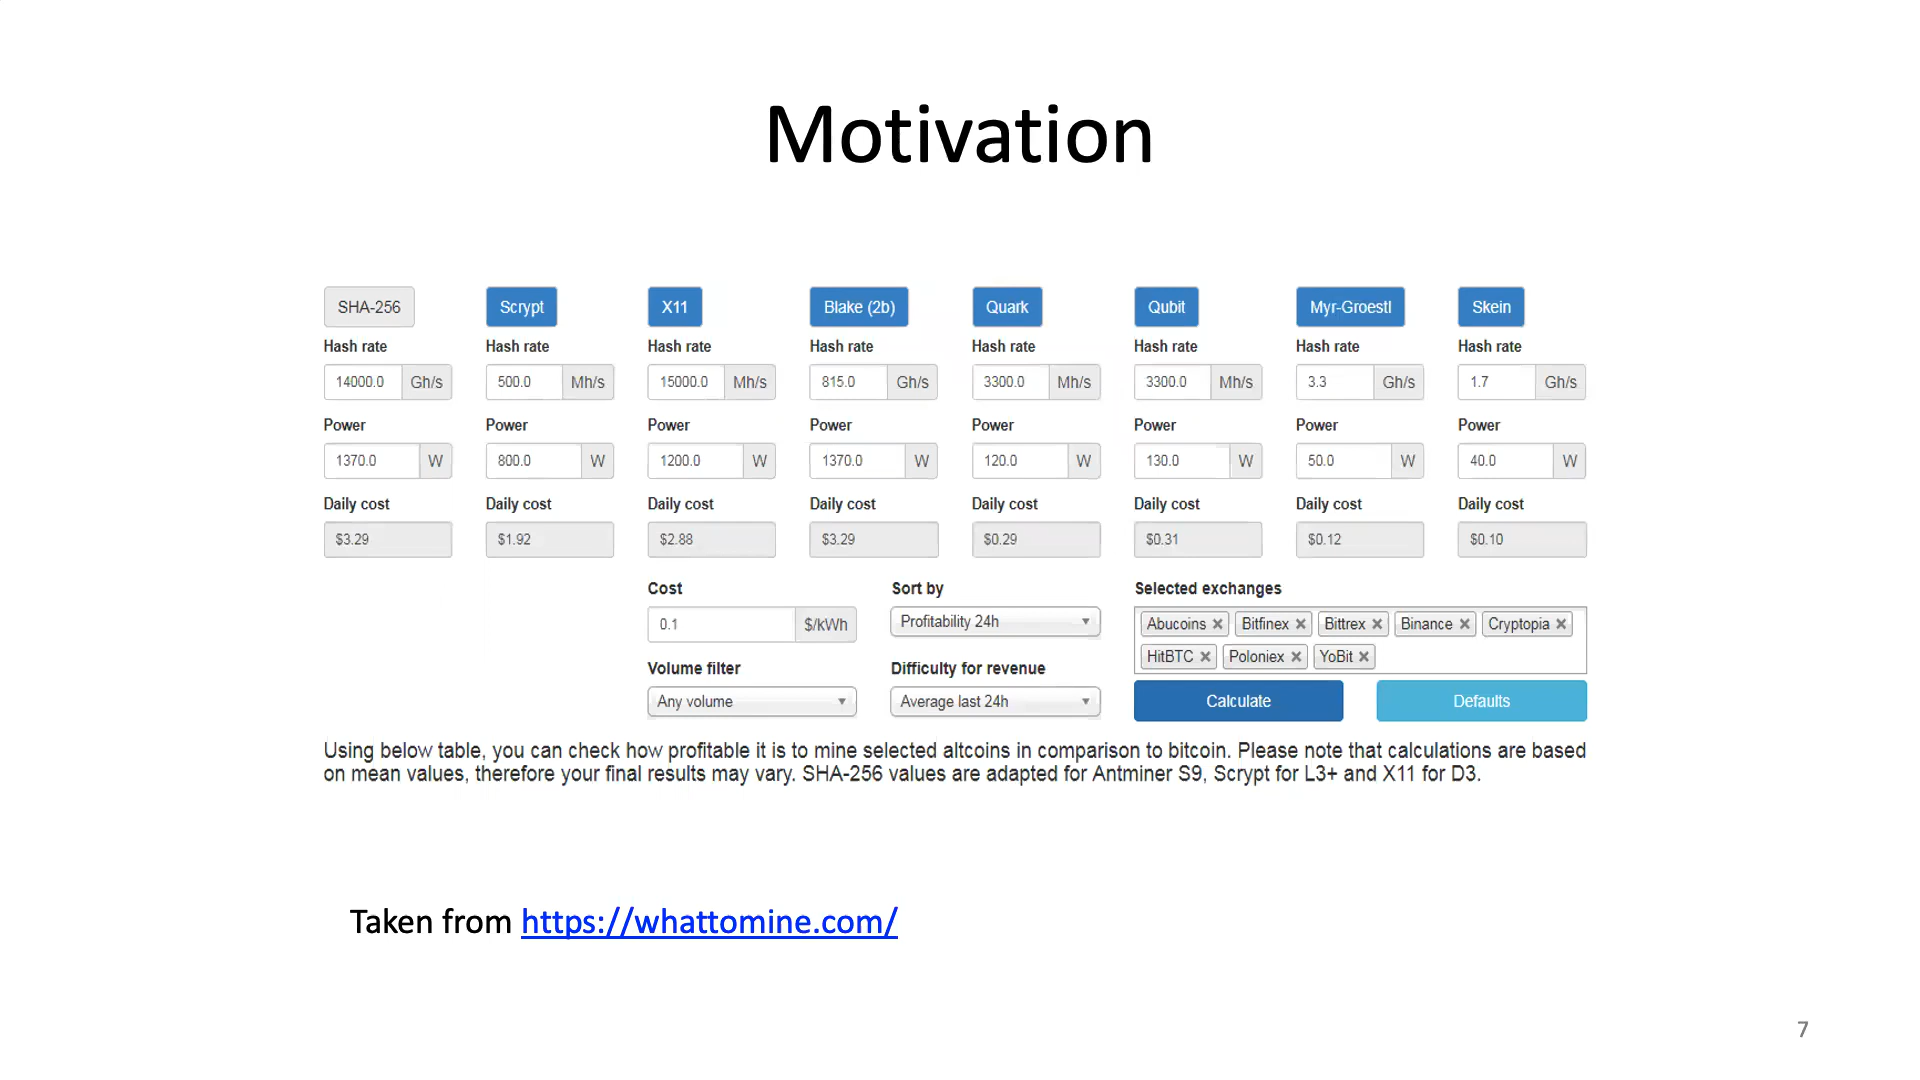 Motivation
SHA-256 Scrypt X11 Blake (2b) Quark Qubit Myr-Groestl Skein
Hash rate Hash rate Hash rate Hash rate Hash rate Hash rate Hash rate Hash rate
14000.0 Gh/s 500.0 Mh/s 15000.0 Mh/s 815.0 Gh/s 3300.0 Mh/s 3300.0 Mh/s 3.3 Gh/s 1.7 Gh/s
Power Power Power Power Power Power Power Power
1370.0 W 800.0 W 1200.0 W 1370.0 W 120.0 W 130.0 W 50.0 W 40.0 W
Daily cost Daily cost Daily cost Daily cost Daily cost Daily cost Daily cost Daily cost
$3.29 $1.92 $2.88 $3.29 $0.29 $0.31 $0.12 $0.10
Cost Sort by Selected exchanges
0.1 $/kWh Profitability 24h Abucoins Bitfinex Bittrex Binance Cryptopia
HitBTC Poloniex YoBit
Volume filter Difficulty for revenue
Any volume Average last 24h Calculate Defaults
Using below table, you can check how profitable it is to mine selected altcoins in comparison to bitcoin. Please note that calculations are based
on mean values, therefore your final results may vary. SHA-256 values are adapted for Antminer S9, Scrypt for L3+ and X11 for D3.
Taken from https://whattomine.com/
7